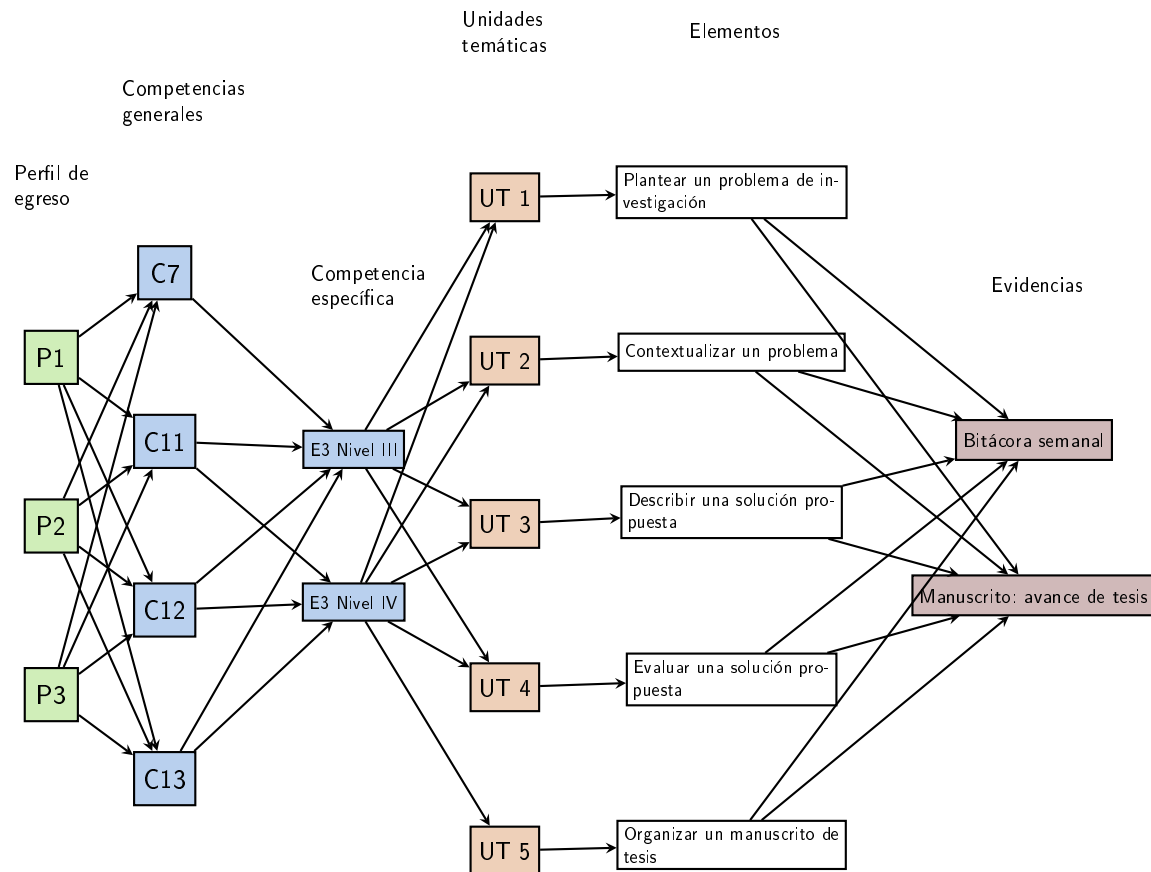 Unidades
temáticas
Elementos
Competencias
generales
Perfil de
egreso
Competencia
específica
Evidencias
P1
P2
P3
C7
C11
C12
C13
E3 Nivel III
E3 Nivel IV
UT 1
UT 2
UT 3
UT 4
UT 5
Plantear un problema de in-
vestigación
Contextualizar un problema
Describir una solución pro-
puesta
Evaluar una solución pro-
puesta
Organizar un manuscrito de
tesis
Bitácora semanal
Manuscrito: avance de tesis